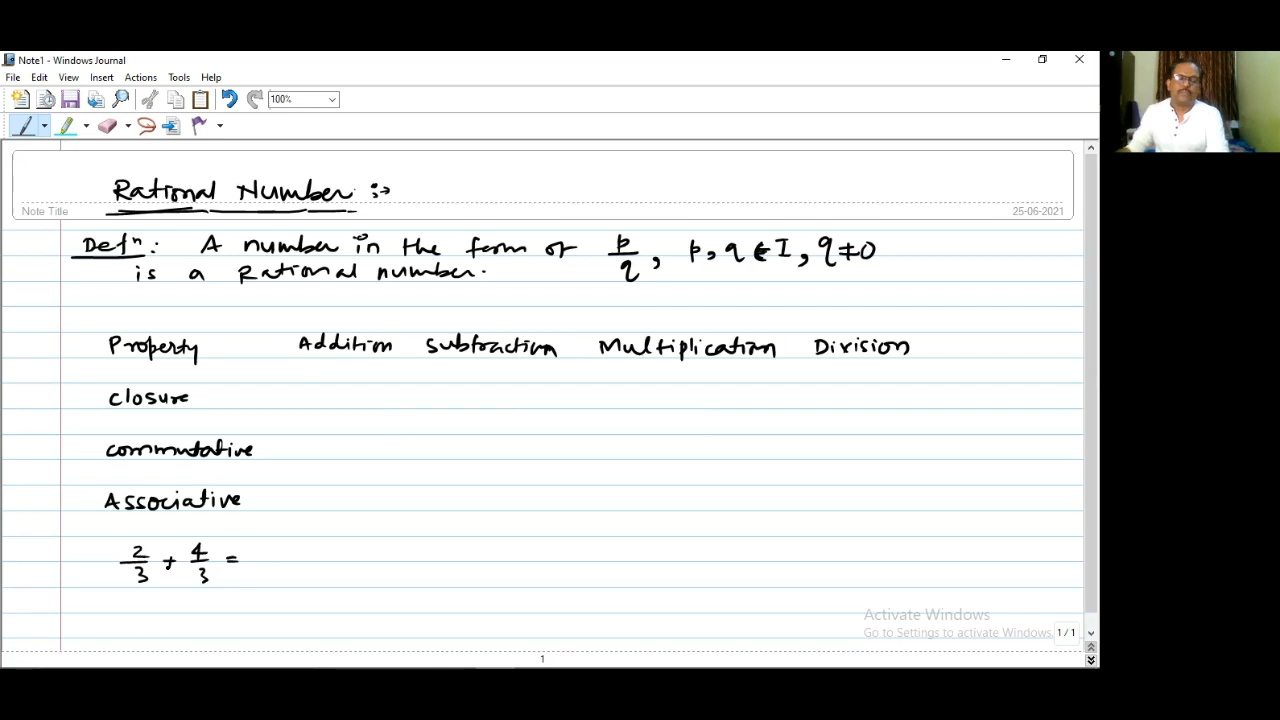 Note1 - Windows Journal
File Edit View Insert Actions Tools Help
100%
Rational Number :→
Note Title
25-06-2021
Defⁿ: A number in the form of p/q, p, q ∈ I, q ≠ 0
is a Rational number.
Property Addition Subtraction Multiplication Division
closure
commutative
Associative
2/3 + 4/3 =
Activate Windows
Go to Settings to activate Windows.
1 / 1
1